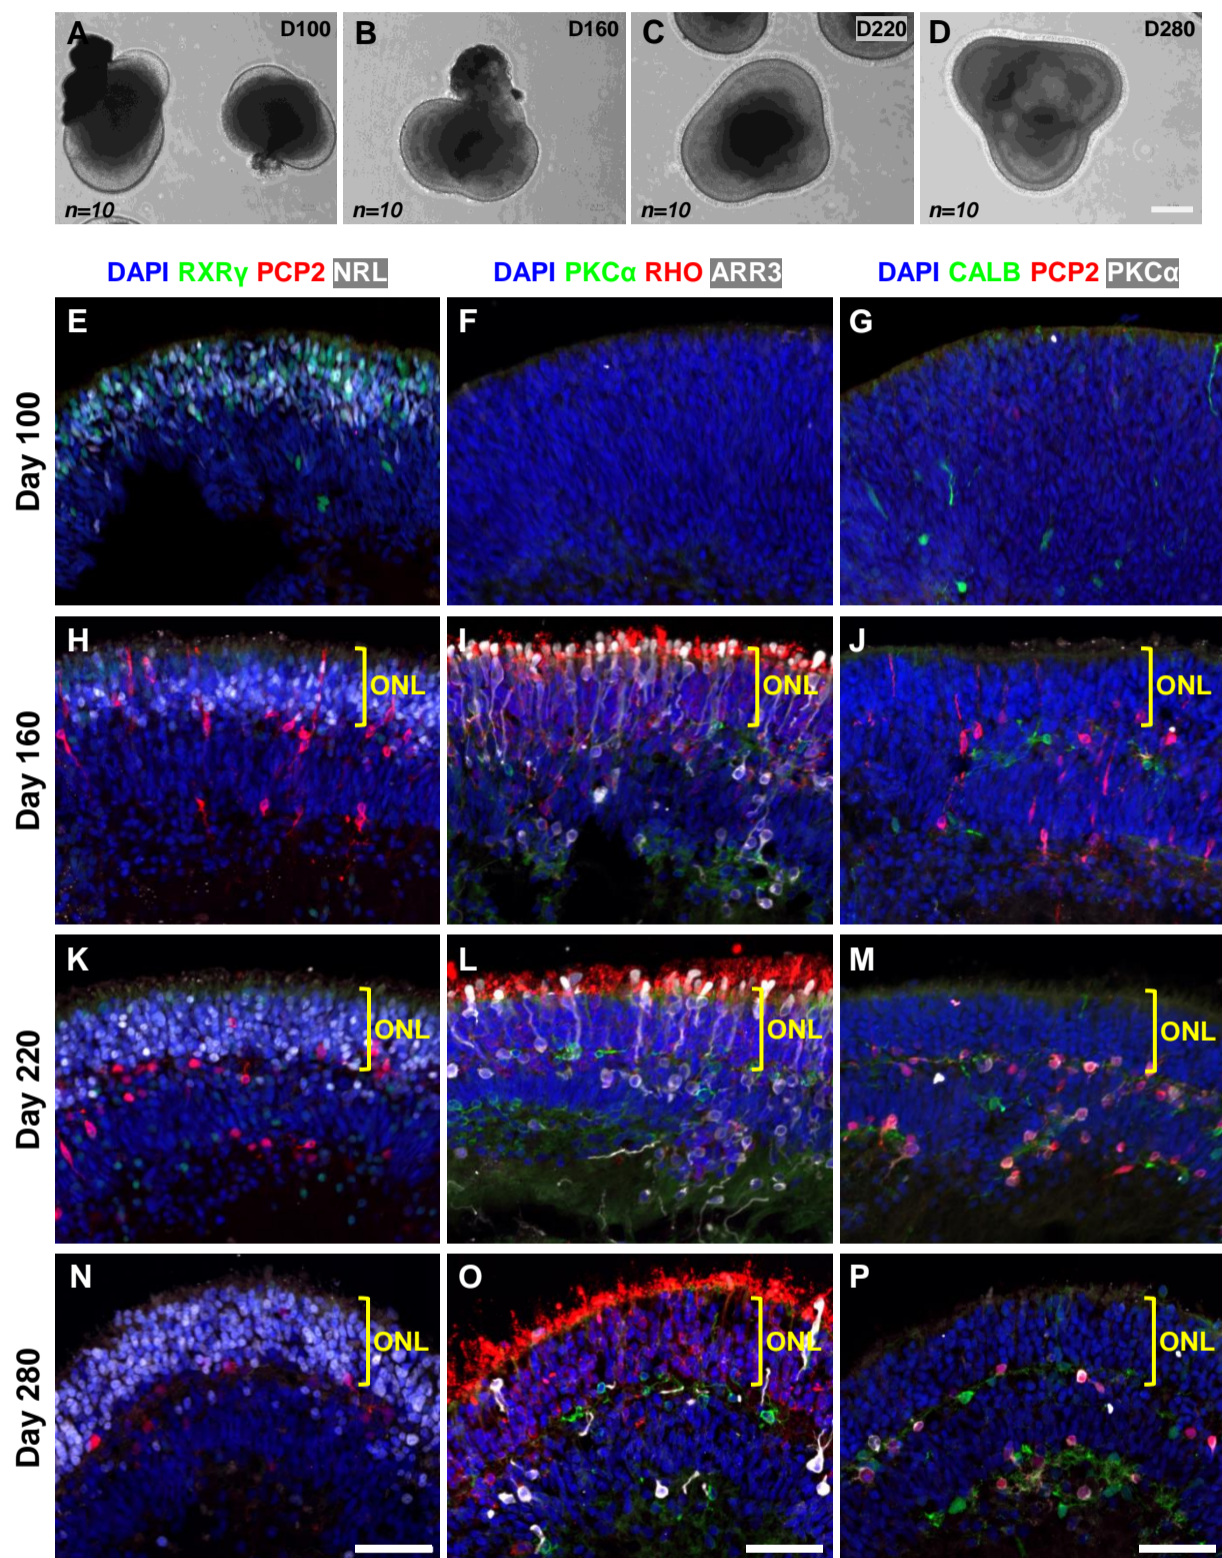 A D100
n=10
B D160
n=10
C D220
n=10
D D280
n=10
DAPI RXRγ PCP2 NRL
DAPI PKCα RHO ARR3
DAPI CALB PCP2 PKCα
Day 100
E
F
G
Day 160
H ONL
I ONL
J ONL
Day 220
K ONL
L ONL
M ONL
Day 280
N ONL
O ONL
P ONL